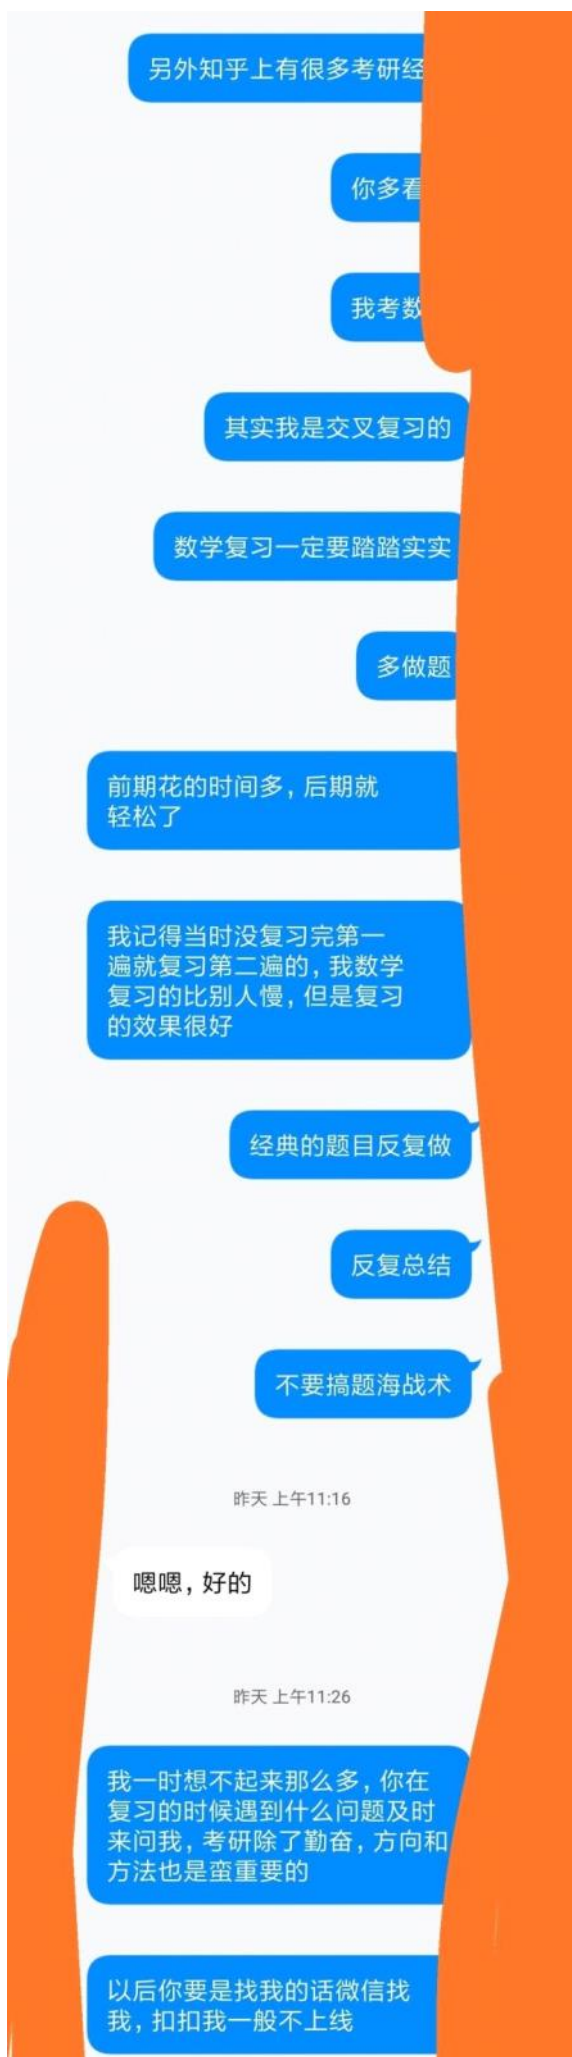 另外知乎上有很多考研经
你多看
我考数
其实我是交叉复习的
数学复习一定要踏踏实实
多做题
前期花的时间多，后期就
轻松了
我记得当时没复习完第一
遍就复习第二遍的，我数学
复习的比别人慢，但是复习
的效果很好
经典的题目反复做
反复总结
不要搞题海战术
昨天 上午11:16
嗯嗯，好的
昨天 上午11:26
我一时想不起来那么多，你在
复习的时候遇到什么问题及时
来问我，考研除了勤奋，方向和
方法也是蛮重要的
以后你要是找我的话微信找
我，扣扣我一般不上线